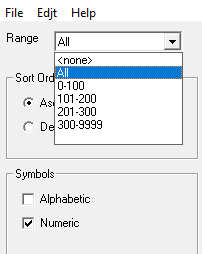 File Edjt Help
Range All
<none>
All
0-100
101-200
201-300
300-9999
Sort Ord
As
De
Symbols
Alphabetic
Numeric